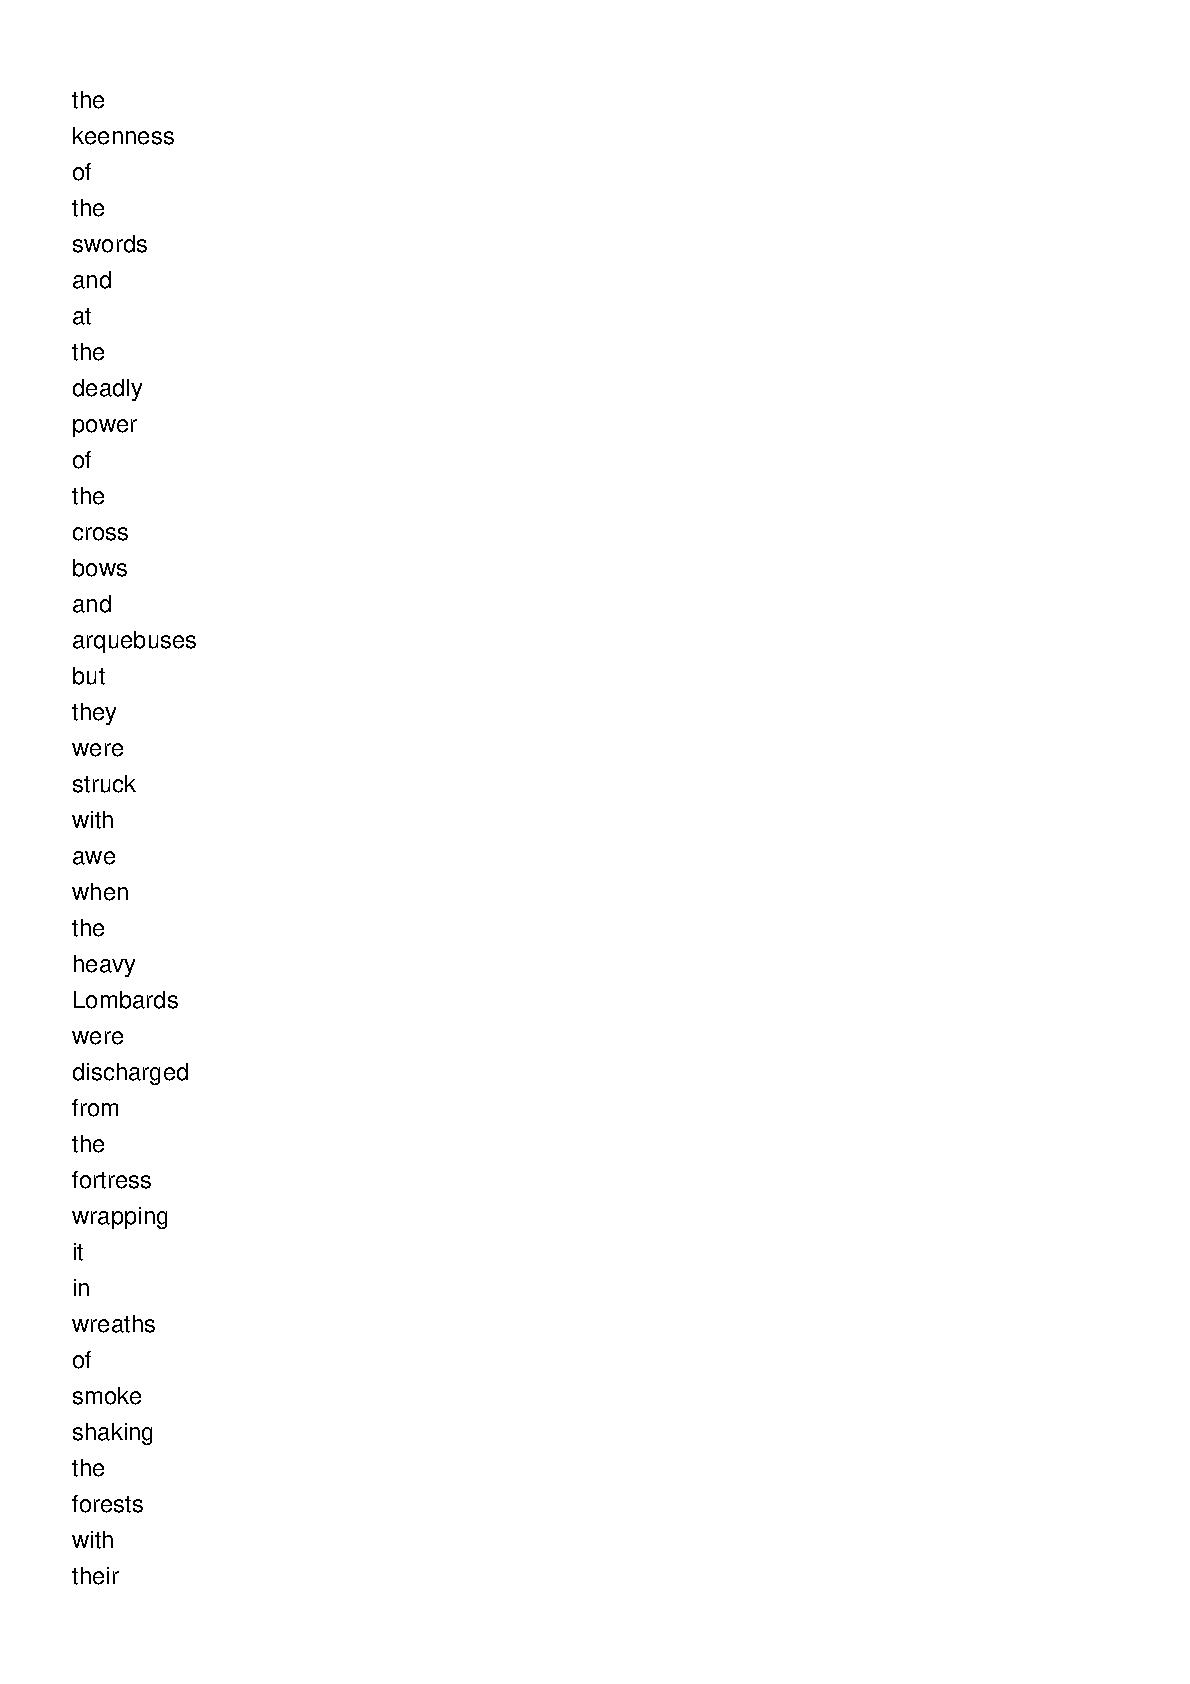 the
keenness
of
the
swords
and
at
the
deadly
power
of
the
cross
bows
and
arquebuses
but
they
were
struck
with
awe
when
the
heavy
Lombards
were
discharged
from
the
fortress
wrapping
it
in
wreaths
of
smoke
shaking
the
forests
with
their